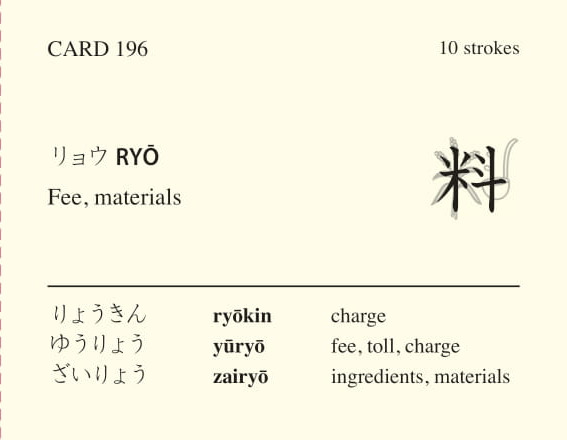 CARD 196 10 strokes
リョウ RYŌ
Fee, materials
料
りょうきん ryōkin charge
ゆうりょう yūryō fee, toll, charge
ざいりょう zairyō ingredients, materials